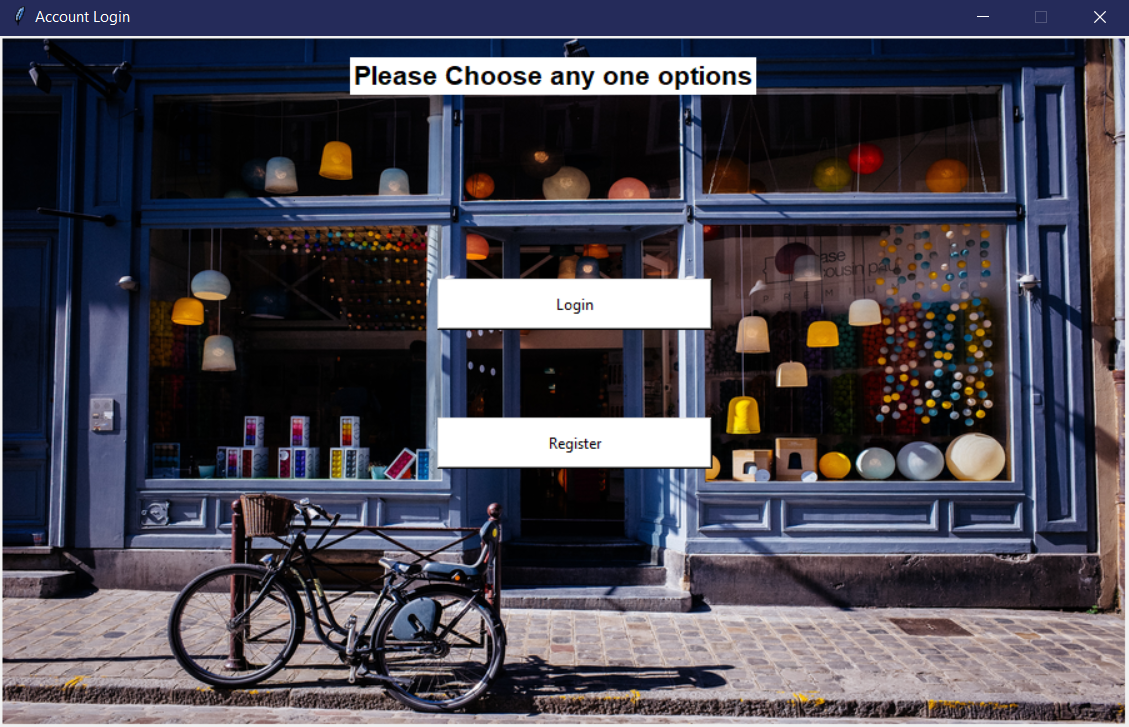 Account Login
Please Choose any one options
Login
Register